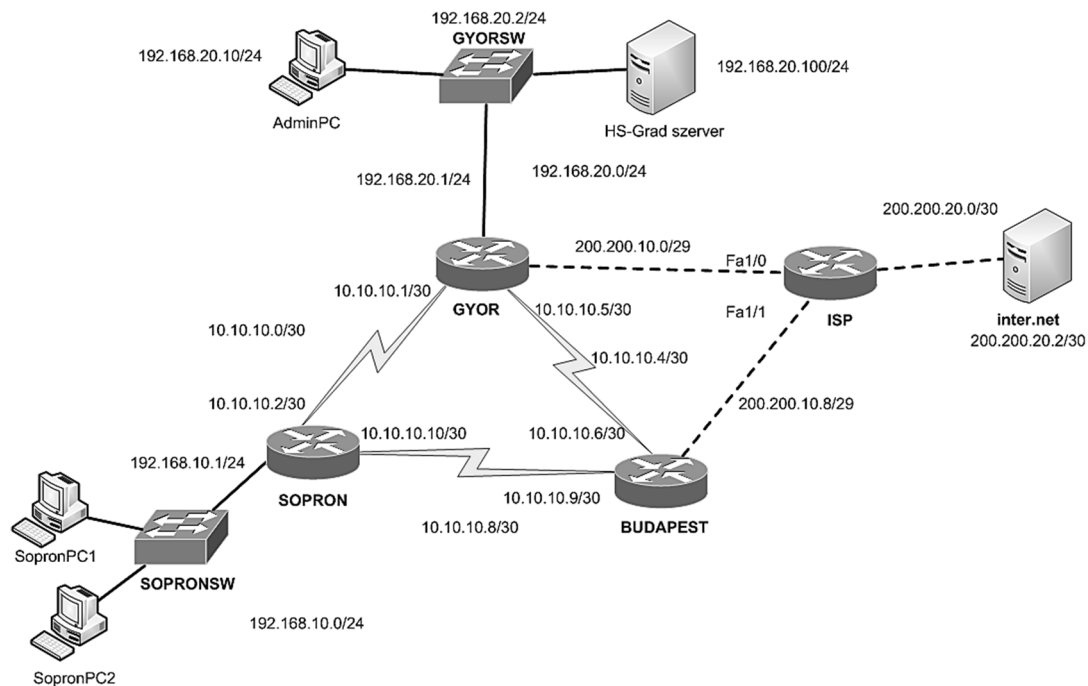 192.168.20.2/24
GYORSW
192.168.20.10/24
192.168.20.100/24
AdminPC
HS-Grad szerver
192.168.20.1/24
192.168.20.0/24
200.200.20.0/30
200.200.10.0/29
Fa1/0
10.10.10.1/30
GYOR
10.10.10.5/30
Fa1/1
ISP
inter.net
200.200.20.2/30
10.10.10.0/30
10.10.10.4/30
200.200.10.8/29
10.10.10.2/30
10.10.10.10/30
10.10.10.6/30
192.168.10.1/24
SOPRON
10.10.10.9/30
10.10.10.8/30
BUDAPEST
SopronPC1
SOPRONSW
192.168.10.0/24
SopronPC2